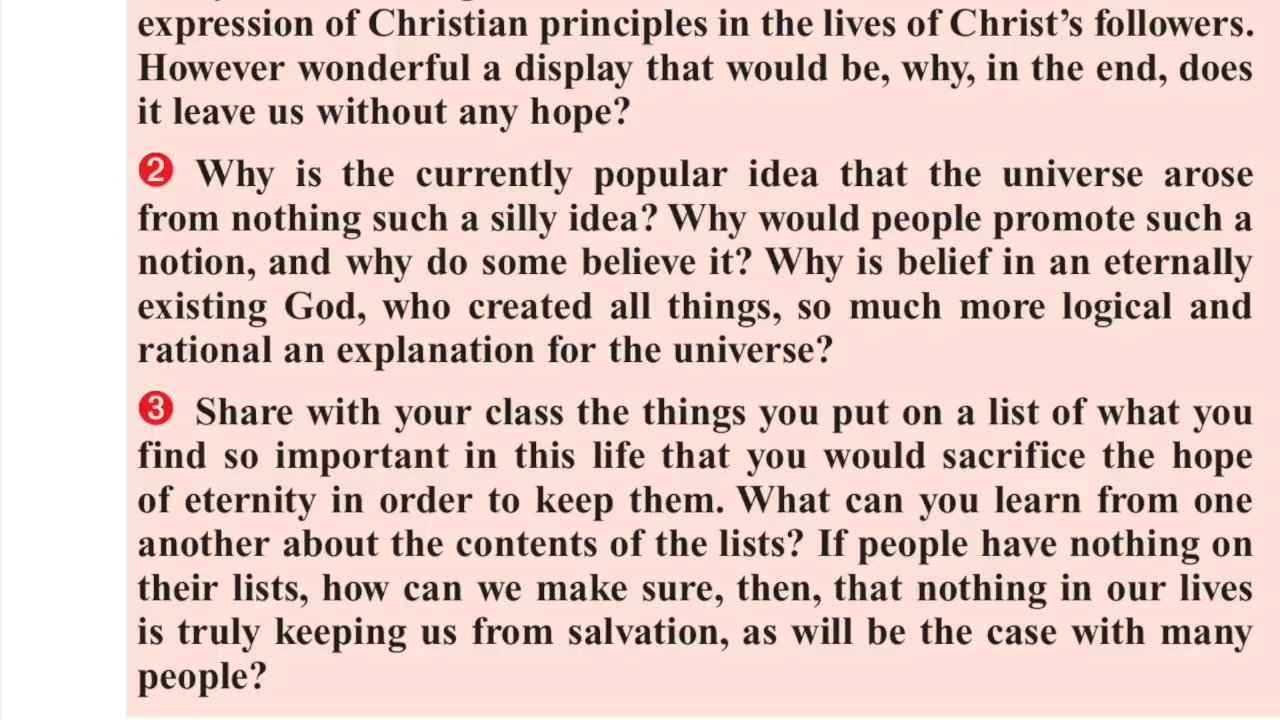 expression of Christian principles in the lives of Christ’s followers.
However wonderful a display that would be, why, in the end, does
it leave us without any hope?
❷ Why is the currently popular idea that the universe arose
from nothing such a silly idea? Why would people promote such a
notion, and why do some believe it? Why is belief in an eternally
existing God, who created all things, so much more logical and
rational an explanation for the universe?
❸ Share with your class the things you put on a list of what you
find so important in this life that you would sacrifice the hope
of eternity in order to keep them. What can you learn from one
another about the contents of the lists? If people have nothing on
their lists, how can we make sure, then, that nothing in our lives
is truly keeping us from salvation, as will be the case with many
people?